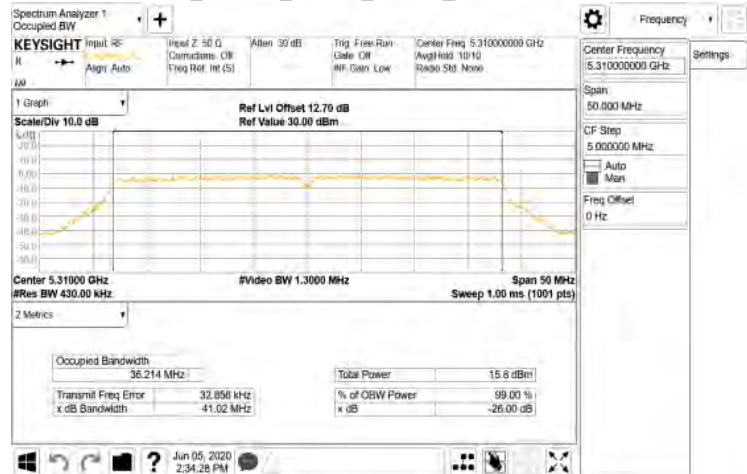 Spectrum Analyzer 1
Occupied BW
Frequency
KEYSIGHT
Input: RF
Align: Auto
Input Z: 50 Ω
Corrections: Off
Freq Ref: Int (S)
Atten: 30 dB
Trig: Free Run
Gate: Off
#IF Gain: Low
Center Freq: 5.310000000 GHz
Avg|Hold: 10/10
Radio Std: None
Center Frequency
5.310000000 GHz
Settings
Span
50.000 MHz
CF Step
5.000000 MHz
Auto
Man
Freq Offset
0 Hz
1 Graph
Scale/Div 10.0 dB
Ref Lvl Offset 12.70 dB
Ref Value 30.00 dBm
Center 5.31000 GHz
#Res BW 430.00 kHz
#Video BW 1.3000 MHz
Span 50 MHz
Sweep 1.00 ms (1001 pts)
2 Metrics
Occupied Bandwidth
36.214 MHz
Total Power
15.8 dBm
Transmit Freq Error
32.858 kHz
% of OBW Power
99.00 %
x dB Bandwidth
41.02 MHz
x dB
-26.00 dB
Jun 05, 2020
2:34:28 PM